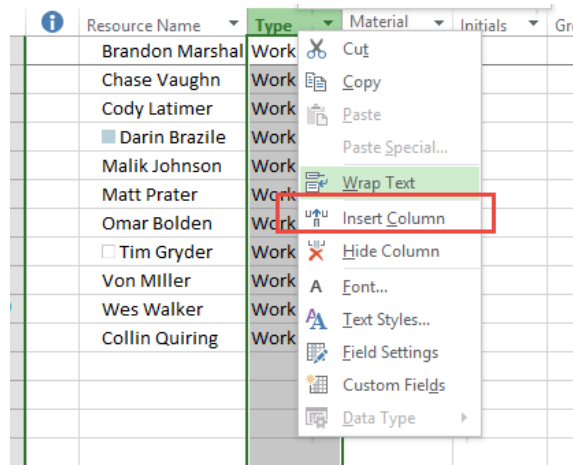 Resource Name Type Material Initials Gr
Brandon Marshal Work
Chase Vaughn Work
Cody Latimer Work
Darin Brazile Work
Malik Johnson Work
Matt Prater Work
Omar Bolden Work
Tim Gryder Work
Von MIller Work
Wes Walker Work
Collin Quiring Work
Cut
Copy
Paste
Paste Special...
Wrap Text
Insert Column
Hide Column
Font...
Text Styles...
Field Settings
Custom Fields
Data Type